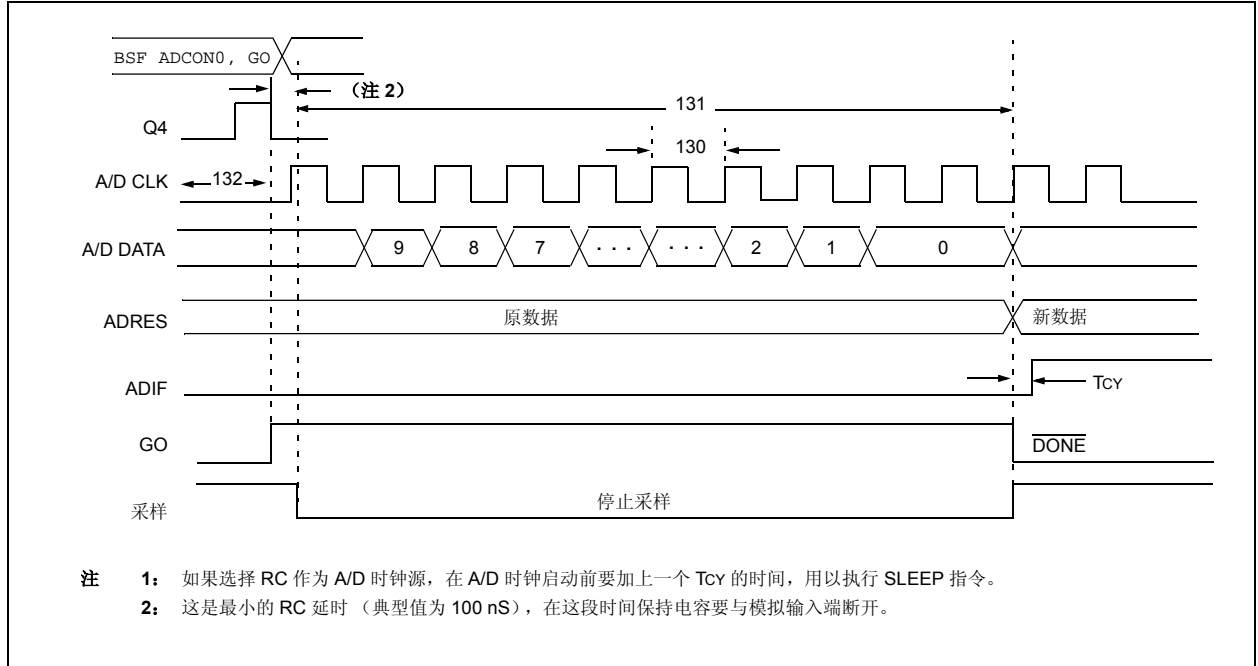 BSF ADCON0, GO
（注 2）
131
Q4
130
A/D CLK
132
A/D DATA
9 8 7 . . . . . . 2 1 0
ADRES
原数据
新数据
ADIF
TCY
GO
DONE
采样
停止采样
注 1： 如果选择 RC 作为 A/D 时钟源，在 A/D 时钟启动前要加上一个 TCY 的时间，用以执行 SLEEP 指令。
2： 这是最小的 RC 延时 （典型值为 100 nS），在这段时间保持电容要与模拟输入端断开。